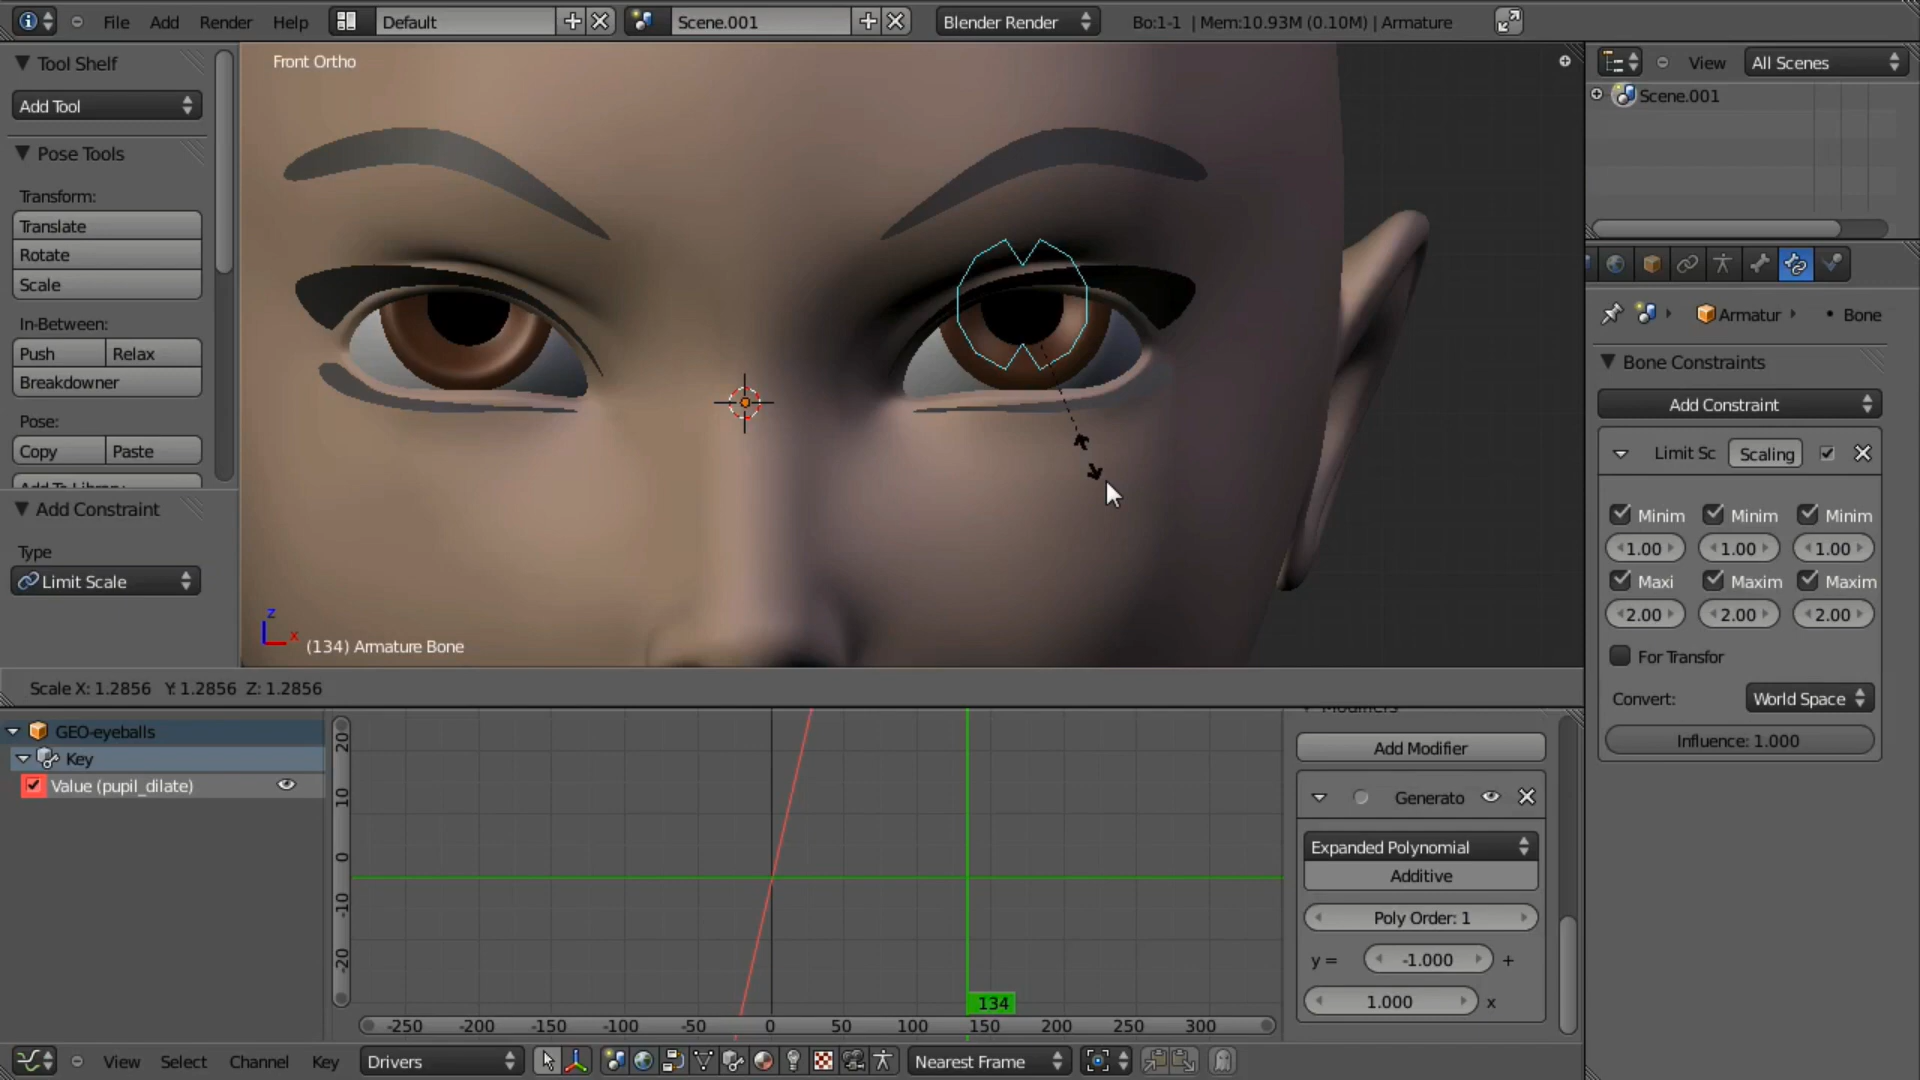 File Add Render Help Default Scene.001 Blender Render Bo:1-1 | Mem:10.93M (0.10M) | Armature
Tool Shelf
Add Tool
Pose Tools
Transform:
Translate
Rotate
Scale
In-Between:
Push Relax
Breakdowner
Pose:
Copy Paste
Add Constraint
Type
Limit Scale
Front Ortho
z
x
(134) Armature Bone
View All Scenes
Scene.001
Armatur Bone
Bone Constraints
Add Constraint
Limit Sc Scaling
Minim Minim Minim
1.00 1.00 1.00
Maxi Maxim Maxim
2.00 2.00 2.00
For Transfor
Convert: World Space
Influence: 1.000
Scale X: 1.2856 Y: 1.2856 Z: 1.2856
GEO-eyeballs
Key
Value (pupil_dilate)
20
10
0
-10
-20
134
-250 -200 -150 -100 -50 0 50 100 150 200 250 300
Modifiers
Add Modifier
Generato
Expanded Polynomial
Additive
Poly Order: 1
y = -1.000 +
1.000 x
View Select Channel Key Drivers Nearest Frame